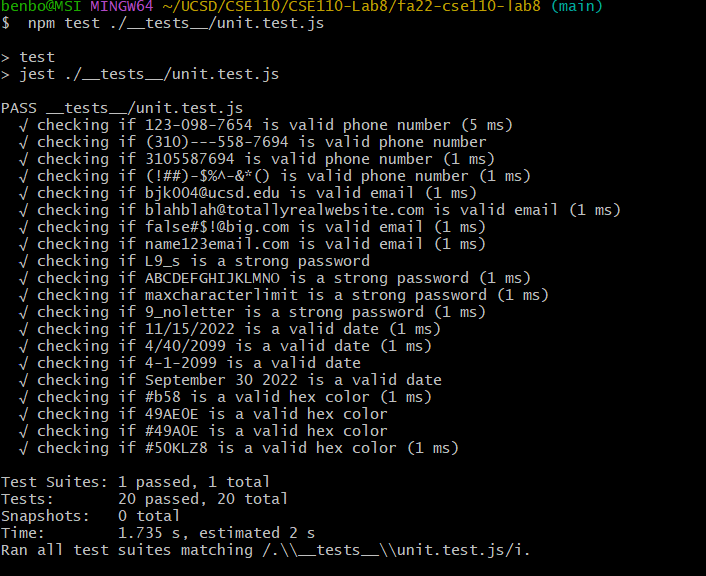 benbo@MSI MINGW64 ~/UCSD/CSE110/CSE110-Lab8/fa22-cse110-lab8 (main)
$  npm test ./__tests__/unit.test.js
> test
> jest ./__tests__/unit.test.js
PASS __tests__/unit.test.js
√ checking if 123-098-7654 is valid phone number (5 ms)
√ checking if (310)---558-7694 is valid phone number
√ checking if 3105587694 is valid phone number (1 ms)
√ checking if (!##)-$%^-&*() is valid phone number (1 ms)
√ checking if bjk004@ucsd.edu is valid email (1 ms)
√ checking if blahblah@totallyrealwebsite.com is valid email (1 ms)
√ checking if false#$!@big.com is valid email (1 ms)
√ checking if name123email.com is valid email (1 ms)
√ checking if L9_s is a strong password
√ checking if ABCDEFGHIJKLMNO is a strong password (1 ms)
√ checking if maxcharacterlimit is a strong password (1 ms)
√ checking if 9_noletter is a strong password (1 ms)
√ checking if 11/15/2022 is a valid date (1 ms)
√ checking if 4/40/2099 is a valid date (1 ms)
√ checking if 4-1-2099 is a valid date
√ checking if September 30 2022 is a valid date
√ checking if #b58 is a valid hex color (1 ms)
√ checking if 49AE0E is a valid hex color
√ checking if #49A0E is a valid hex color
√ checking if #50KLZ8 is a valid hex color (1 ms)
Test Suites: 1 passed, 1 total
Tests:       20 passed, 20 total
Snapshots:   0 total
Time:        1.735 s, estimated 2 s
Ran all test suites matching /.\\__tests__\\unit.test.js/i.